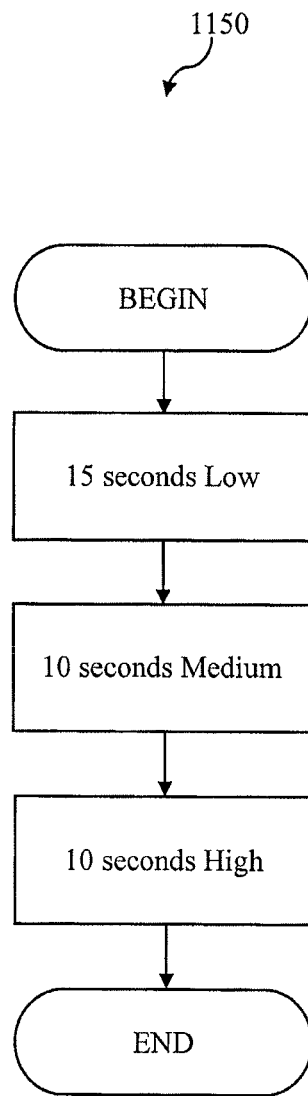 1150
BEGIN
15 seconds Low
10 seconds Medium
10 seconds High
END